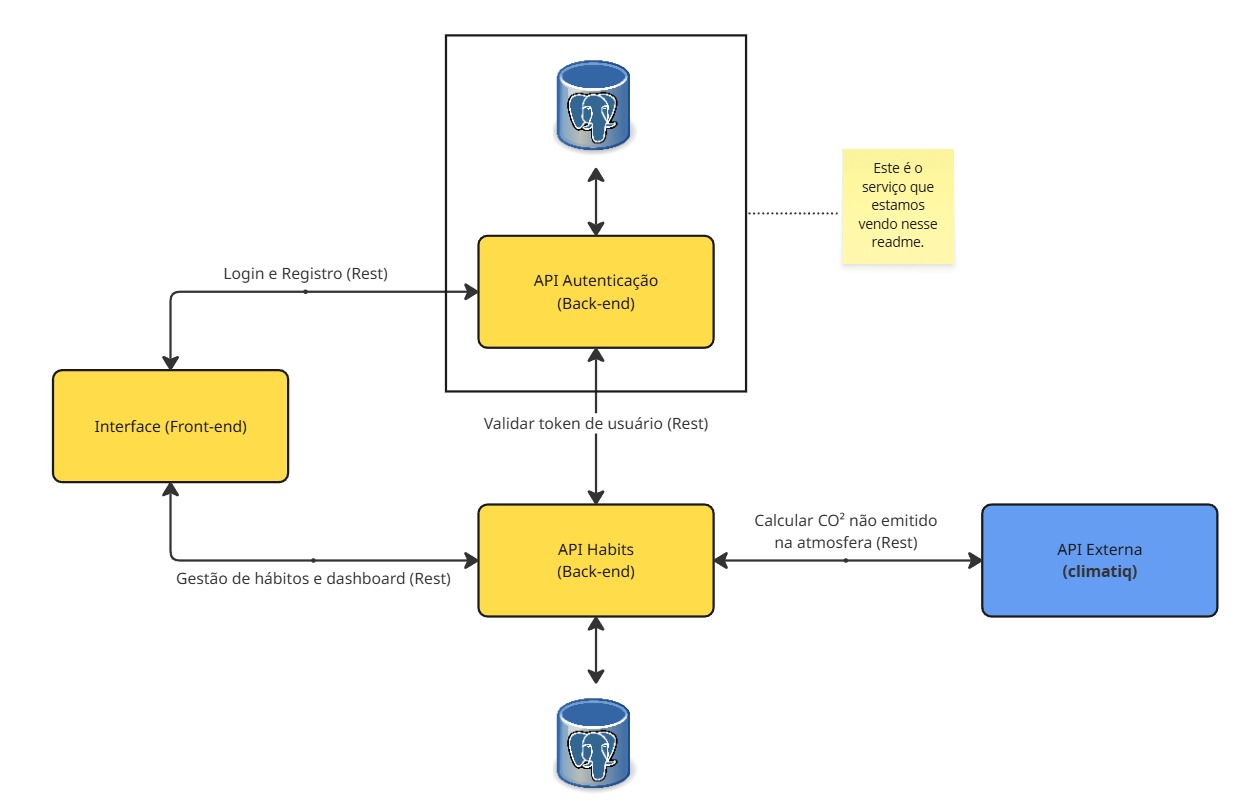 Este é o
serviço que
estamos
vendo nesse
readme.
Login e Registro (Rest)
API Autenticação
(Back-end)
Interface (Front-end)
Validar token de usuário (Rest)
Calcular CO² não emitido
na atmosfera (Rest)
API Habits
(Back-end)
API Externa
(climatiq)
Gestão de hábitos e dashboard (Rest)